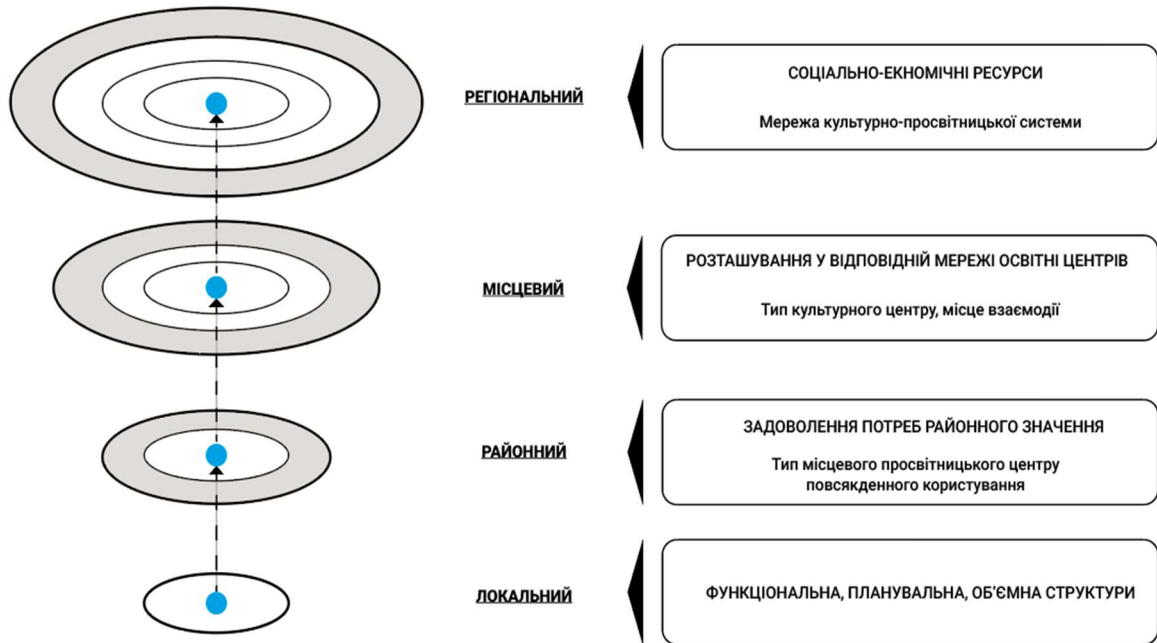 РЕГІОНАЛЬНИЙ
СОЦІАЛЬНО-ЕКНОМІЧНІ РЕСУРСИ
Мережа культурно-просвітницької системи
МІСЦЕВИЙ
РОЗТАШУВАННЯ У ВІДПОВІДНІЙ МЕРЕЖІ ОСВІТНІ ЦЕНТРІВ
Тип культурного центру, місце взаємодії
РАЙОННИЙ
ЗАДОВОЛЕННЯ ПОТРЕБ РАЙОННОГО ЗНАЧЕННЯ
Тип місцевого просвітницького центру
повсякденного користування
ЛОКАЛЬНИЙ
ФУНКЦІОНАЛЬНА, ПЛАНУВАЛЬНА, ОБ'ЄМНА СТРУКТУРИ